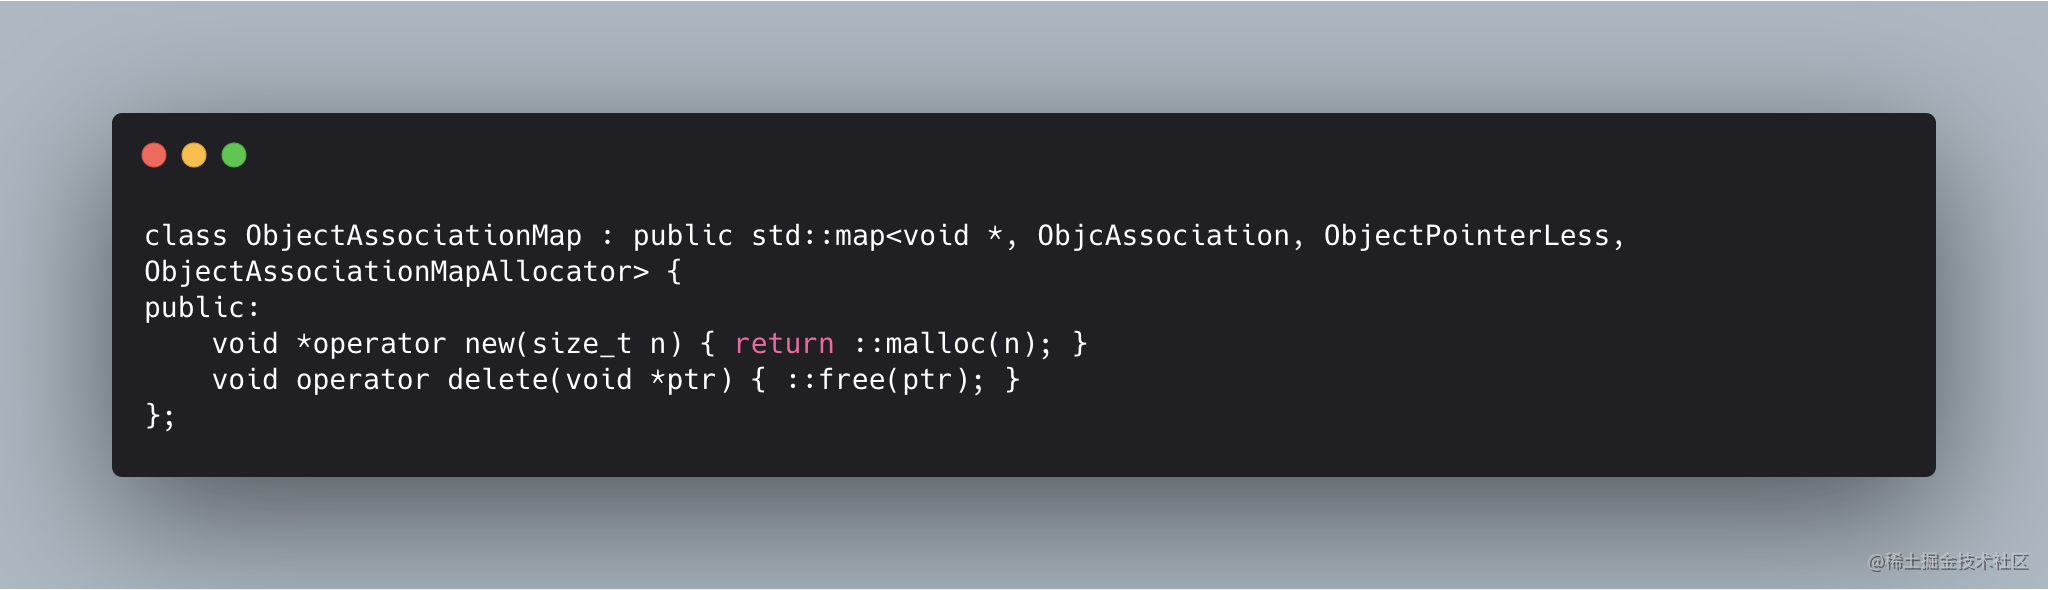 class ObjectAssociationMap : public std::map<void *, ObjcAssociation, ObjectPointerLess,
ObjectAssociationMapAllocator> {
public:
    void *operator new(size_t n) { return ::malloc(n); }
    void operator delete(void *ptr) { ::free(ptr); }
};
@稀土掘金技术社区